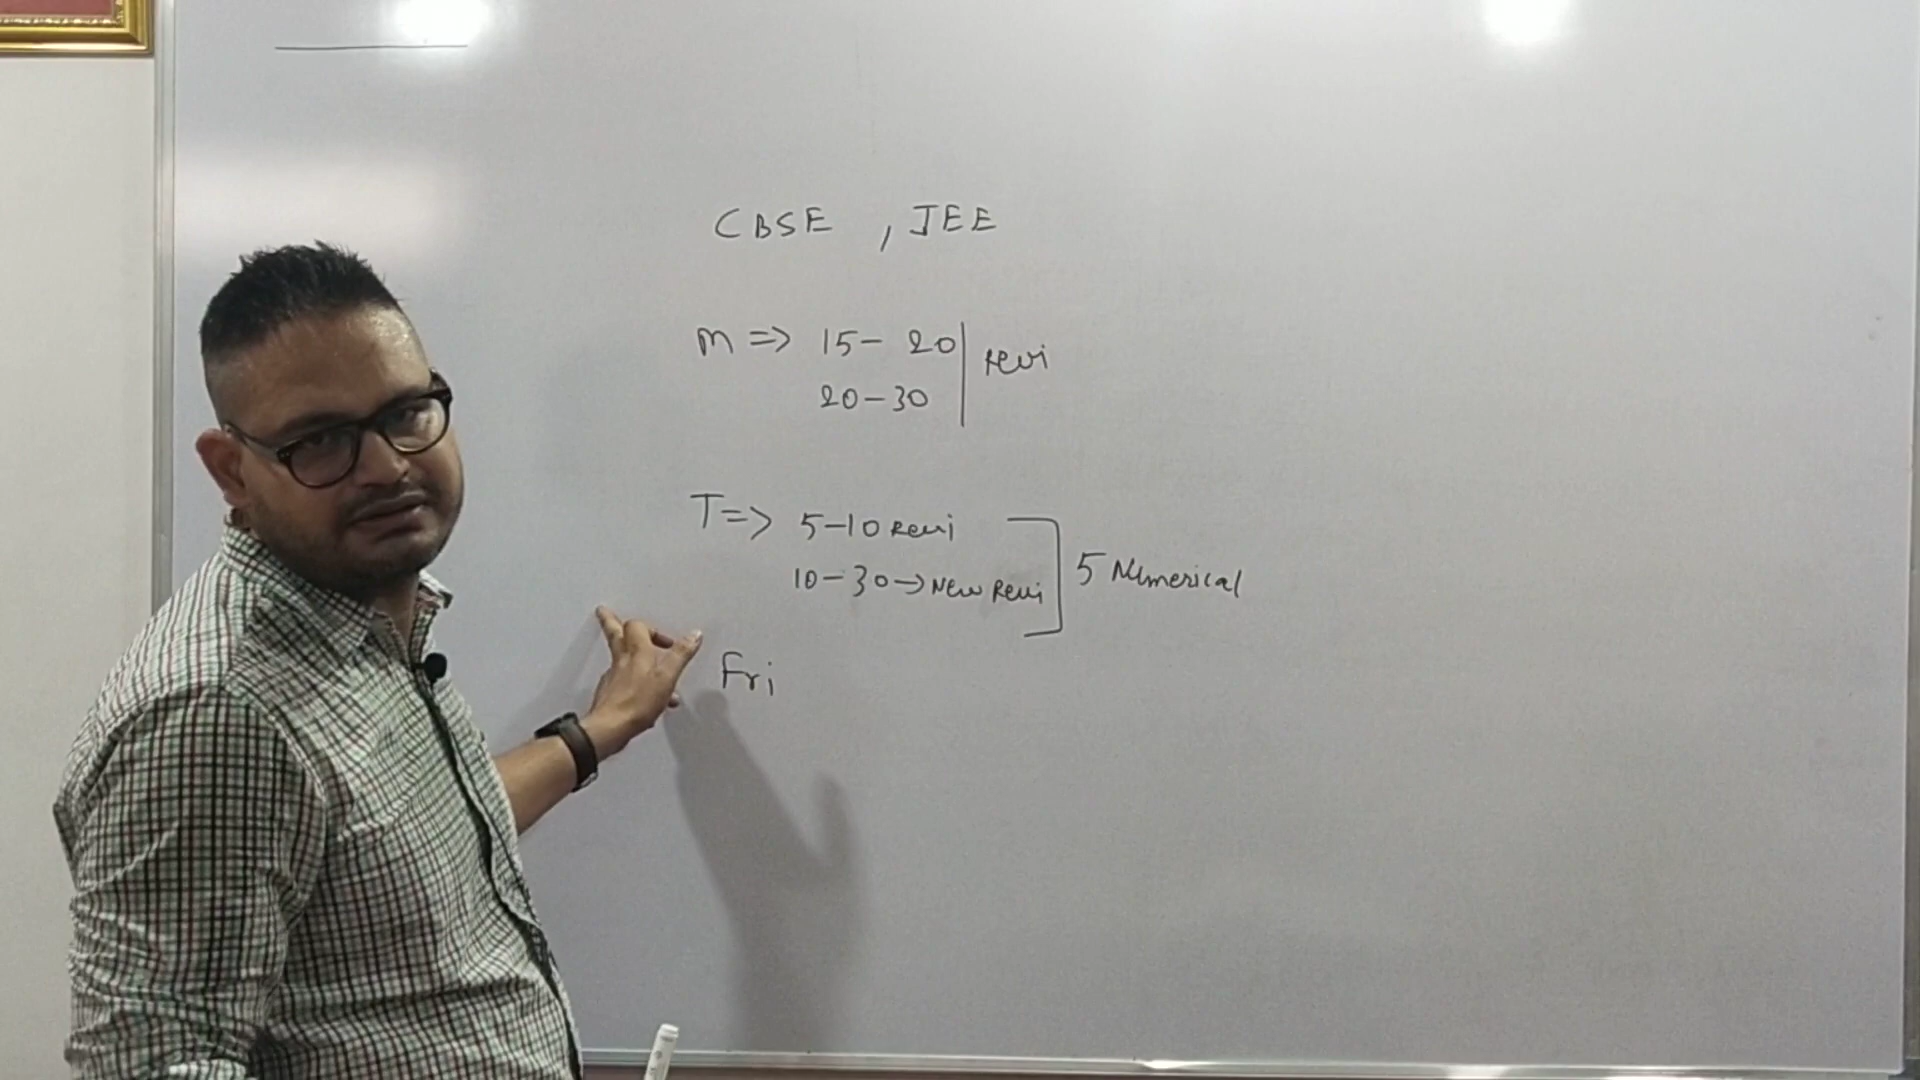 CBSE , JEE
m => 15 - 20 | revi
20 - 30
T => 5-10 Revi
10-30 -> New Revi ] 5 Numerical
Fri